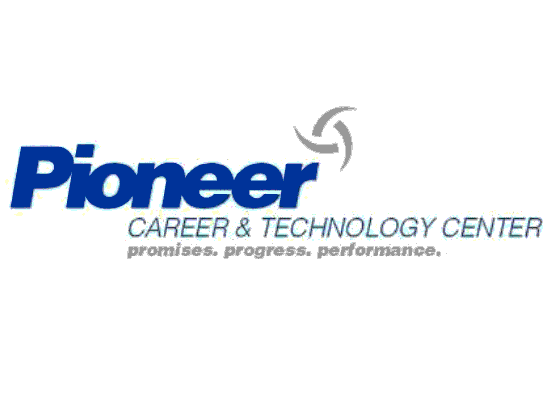 Pioneer
CAREER & TECHNOLOGY CENTER
promises. progress. performance.